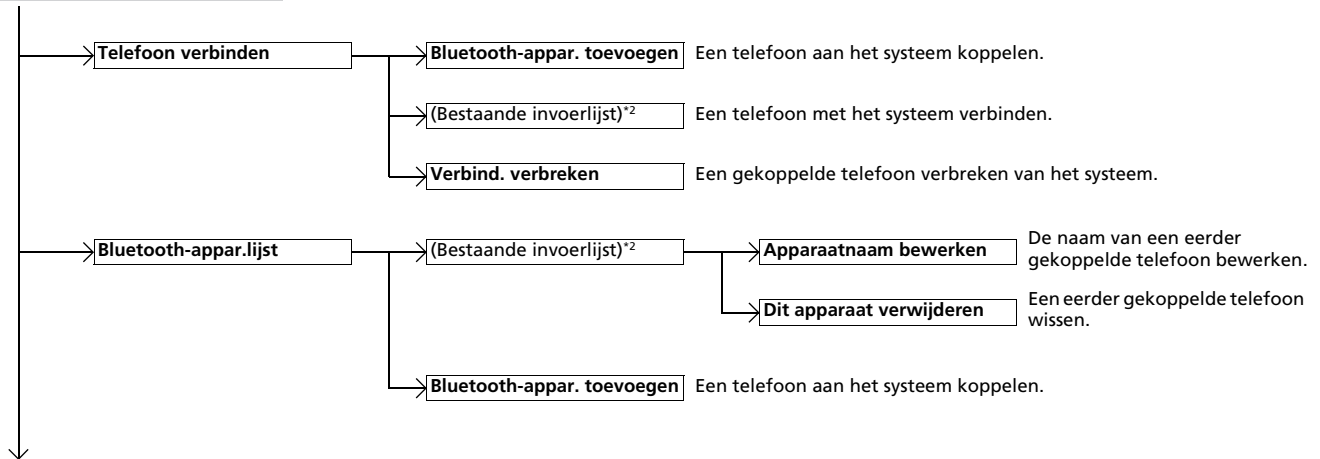 Telefoon verbinden
Bluetooth-appar. toevoegen
Een telefoon aan het systeem koppelen.
(Bestaande invoerlijst)*2
Een telefoon met het systeem verbinden.
Verbind. verbreken
Een gekoppelde telefoon verbreken van het systeem.
Bluetooth-appar.lijst
(Bestaande invoerlijst)*2
Apparaatnaam bewerken
De naam van een eerder
gekoppelde telefoon bewerken.
Dit apparaat verwijderen
Een eerder gekoppelde telefoon
wissen.
Bluetooth-appar. toevoegen
Een telefoon aan het systeem koppelen.